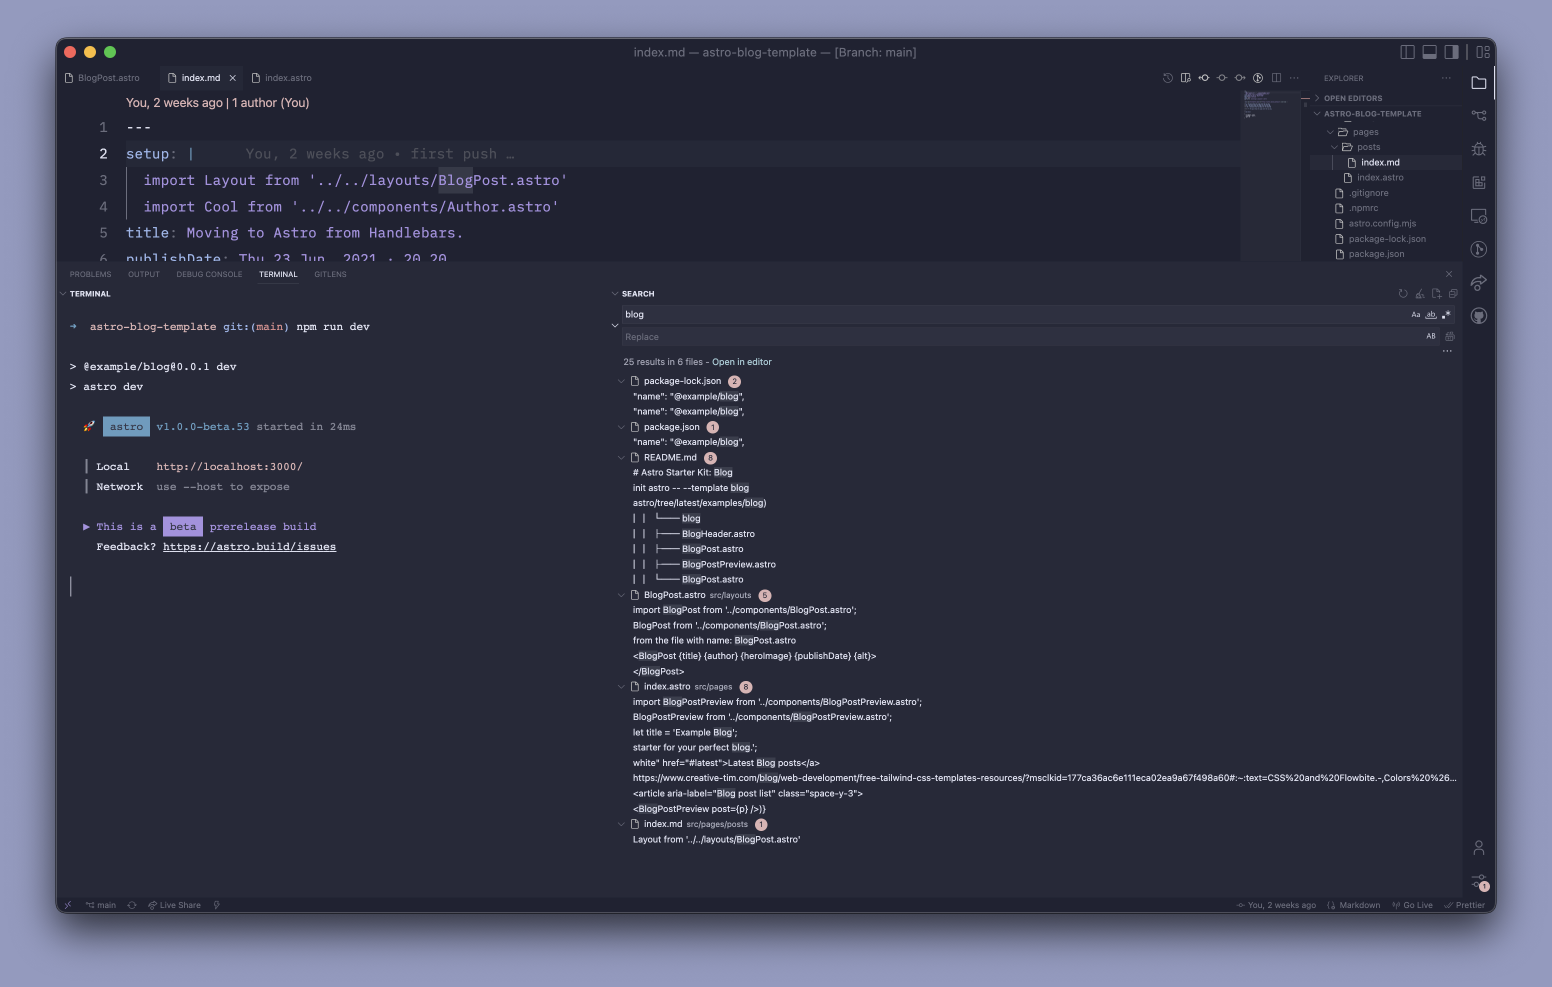 index.md — astro-blog-template — [Branch: main]
BlogPost.astro
index.md
index.astro
You, 2 weeks ago | 1 author (You)
1 ---
2 setup: | You, 2 weeks ago • first push …
3 import Layout from '../../layouts/BlogPost.astro'
4 import Cool from '../../components/Author.astro'
5 title: Moving to Astro from Handlebars.
6 publishDate: Thu 23 Jun, 2021 · 20.20
EXPLORER
OPEN EDITORS
ASTRO-BLOG-TEMPLATE
pages
posts
index.md
index.astro
.gitignore
.npmrc
astro.config.mjs
package-lock.json
package.json
PROBLEMS OUTPUT DEBUG CONSOLE TERMINAL GITLENS
TERMINAL
➜ astro-blog-template git:(main) npm run dev
> @example/blog@0.0.1 dev
> astro dev
🚀 astro v1.0.0-beta.53 started in 24ms
Local http://localhost:3000/
Network use --host to expose
▶ This is a beta prerelease build
Feedback? https://astro.build/issues
SEARCH
blog
Aa ab .*
Replace
AB
25 results in 6 files - Open in editor
package-lock.json 2
"name": "@example/blog",
"name": "@example/blog",
package.json 1
"name": "@example/blog",
README.md 8
# Astro Starter Kit: Blog
init astro -- --template blog
astro/tree/latest/examples/blog)
│ │ └── blog
│ │ ├── BlogHeader.astro
│ │ ├── BlogPost.astro
│ │ ├── BlogPostPreview.astro
│ │ └── BlogPost.astro
BlogPost.astro src/layouts 5
import BlogPost from '../components/BlogPost.astro';
BlogPost from '../components/BlogPost.astro';
from the file with name: BlogPost.astro
<BlogPost {title} {author} {heroImage} {publishDate} {alt}>
</BlogPost>
index.astro src/pages 8
import BlogPostPreview from '../components/BlogPostPreview.astro';
BlogPostPreview from '../components/BlogPostPreview.astro';
let title = 'Example Blog';
starter for your perfect blog.';
white" href="#latest">Latest Blog posts</a>
https://www.creative-tim.com/blog/web-development/free-tailwind-css-templates-resources/?msclkid=177ca36ac6e111eca02ea9a67f498a60#:~:text=CSS%20and%20Flowbite.-,Colors%20%26...
<article aria-label="Blog post list" class="space-y-3">
<BlogPostPreview post={p} />)}
index.md src/pages/posts 1
Layout from '../../layouts/BlogPost.astro'
1
main
Live Share
You, 2 weeks ago
Markdown
Go Live
Prettier